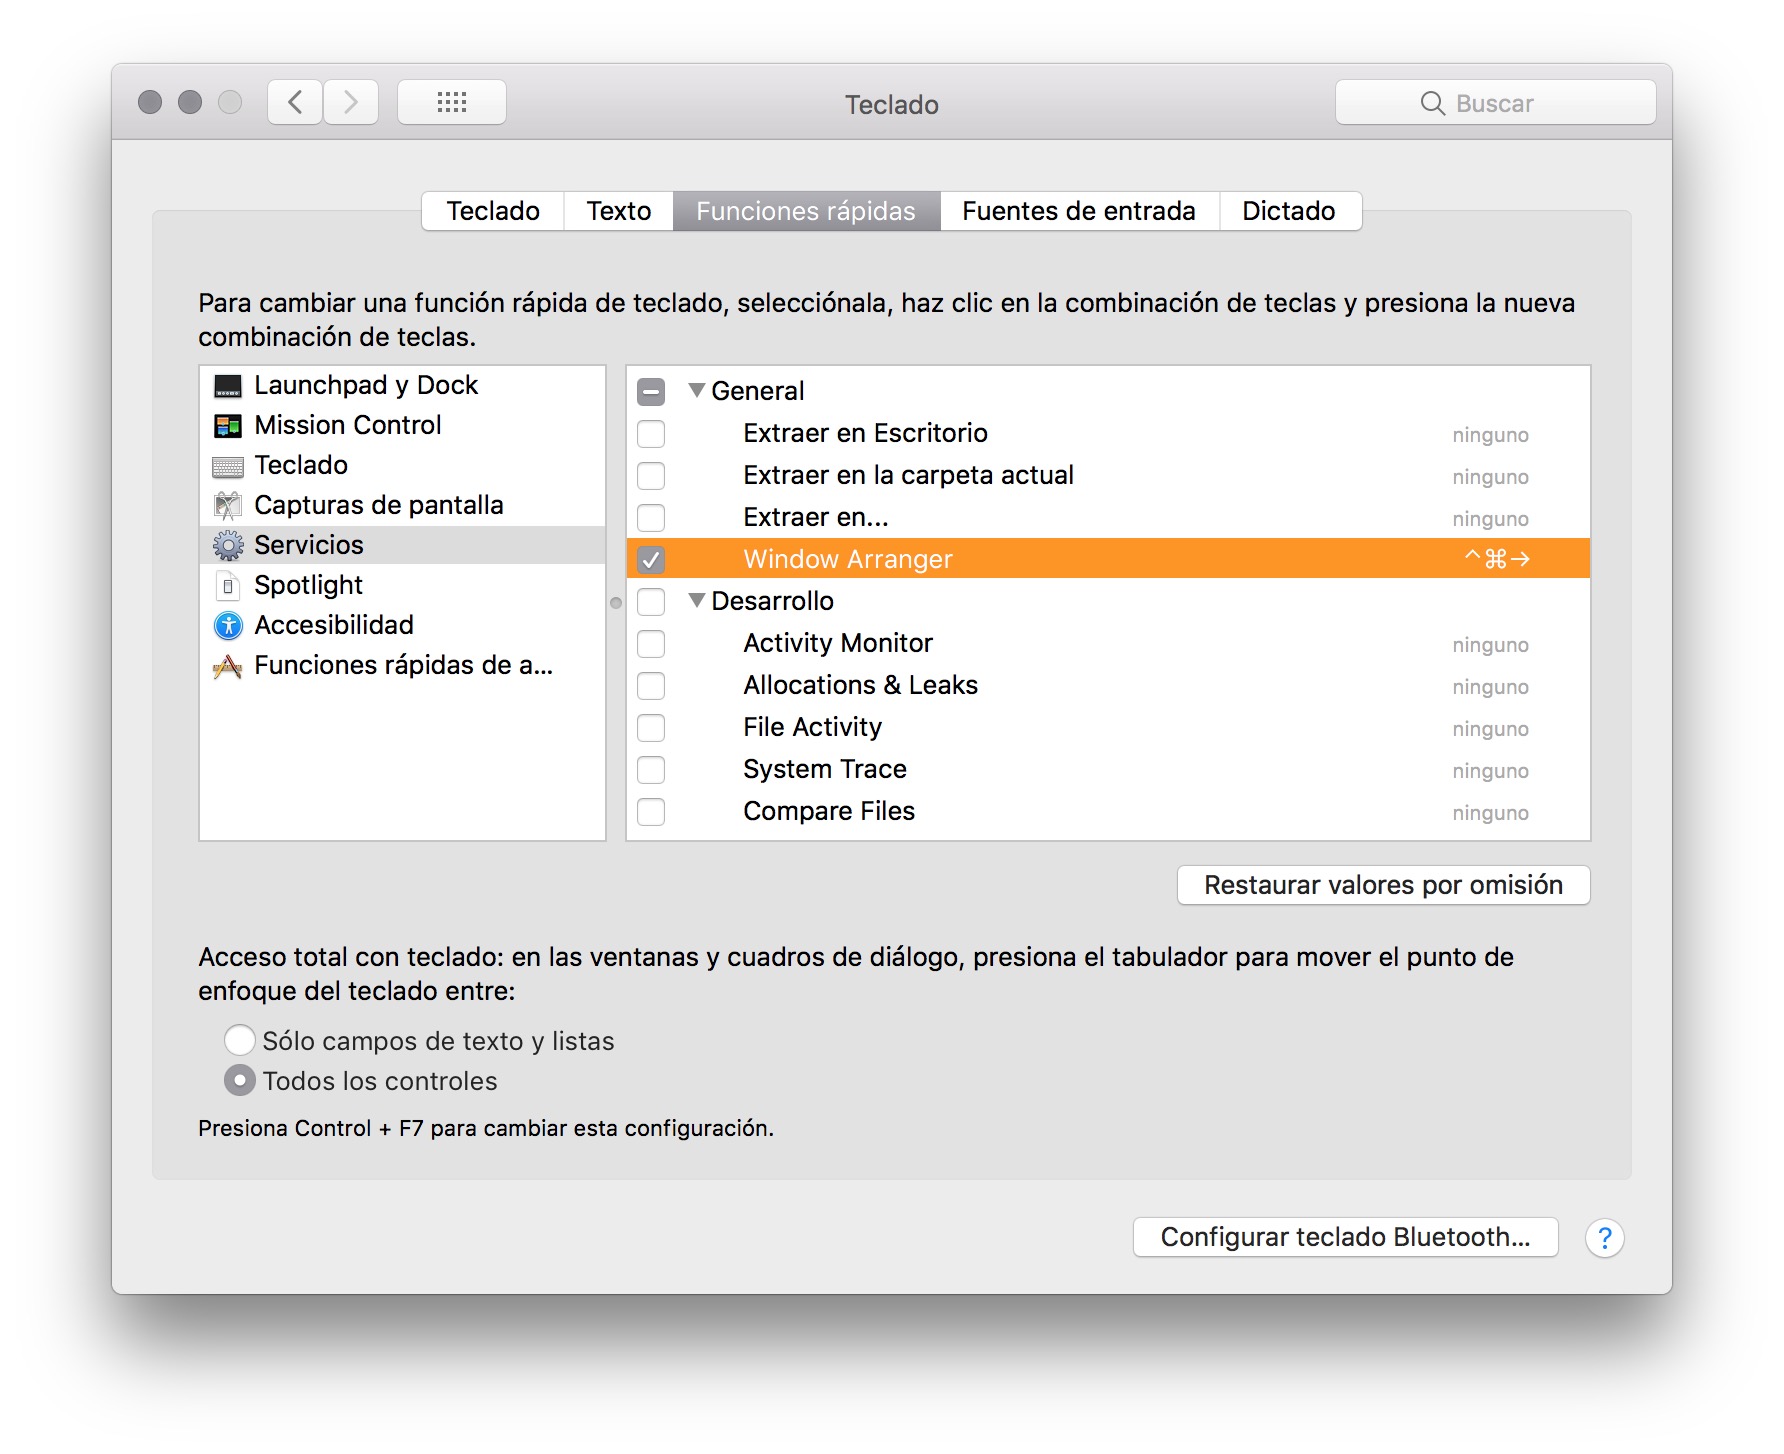 Teclado
Buscar
Teclado
Texto
Funciones rápidas
Fuentes de entrada
Dictado
Para cambiar una función rápida de teclado, selecciónala, haz clic en la combinación de teclas y presiona la nueva
combinación de teclas.
Launchpad y Dock
Mission Control
Teclado
Capturas de pantalla
Servicios
Spotlight
Accesibilidad
Funciones rápidas de a...
General
Extraer en Escritorio ninguno
Extraer en la carpeta actual ninguno
Extraer en... ninguno
Window Arranger ^⌘→
Desarrollo
Activity Monitor ninguno
Allocations & Leaks ninguno
File Activity ninguno
System Trace ninguno
Compare Files ninguno
Restaurar valores por omisión
Acceso total con teclado: en las ventanas y cuadros de diálogo, presiona el tabulador para mover el punto de
enfoque del teclado entre:
Sólo campos de texto y listas
Todos los controles
Presiona Control + F7 para cambiar esta configuración.
Configurar teclado Bluetooth...
?